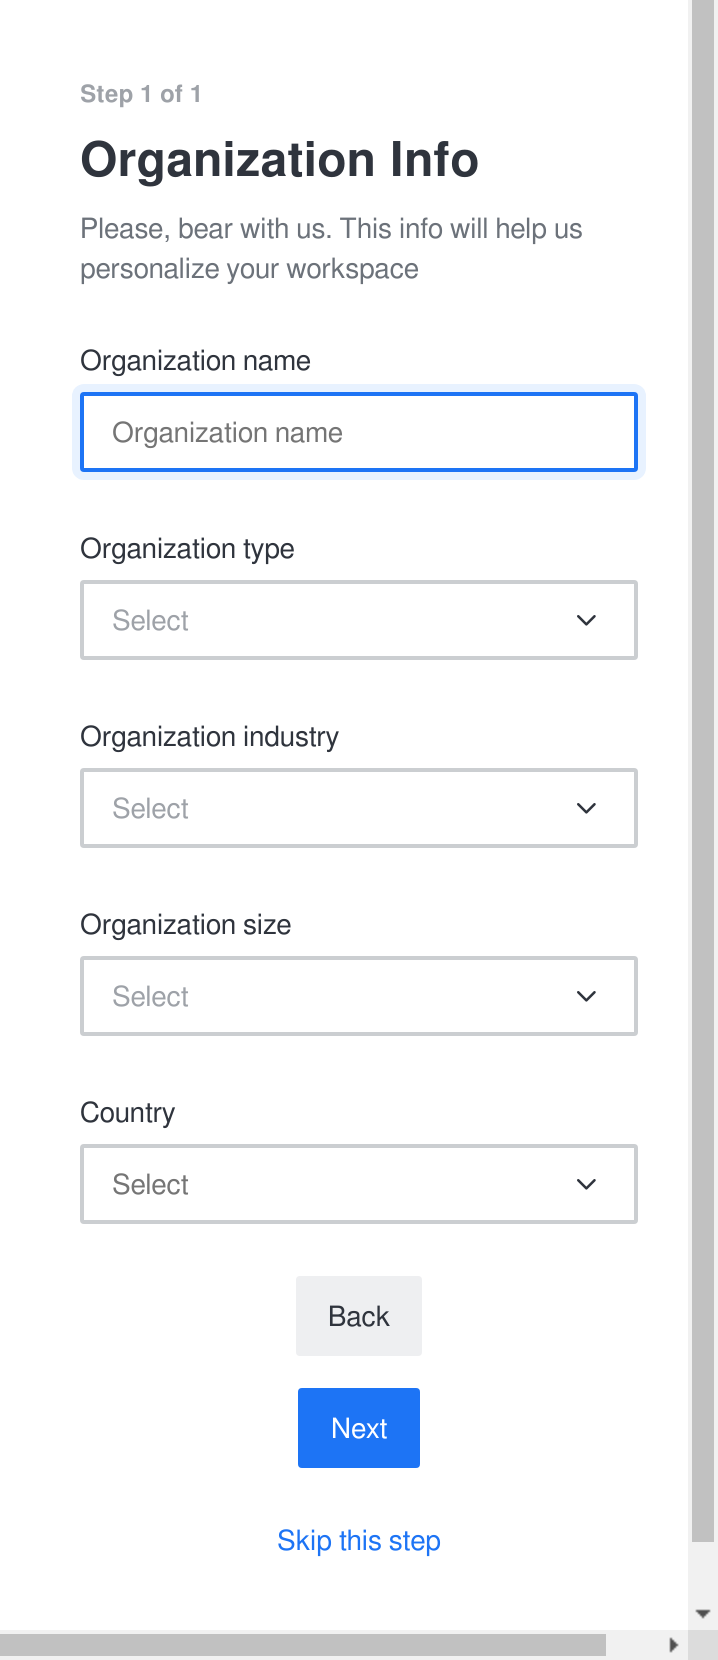 Step 1 of 1
Organization Info
Please, bear with us. This info will help us
personalize your workspace
Organization name
Organization name
Organization type
Select
Organization industry
Select
Organization size
Select
Country
Select
Back
Next
Skip this step